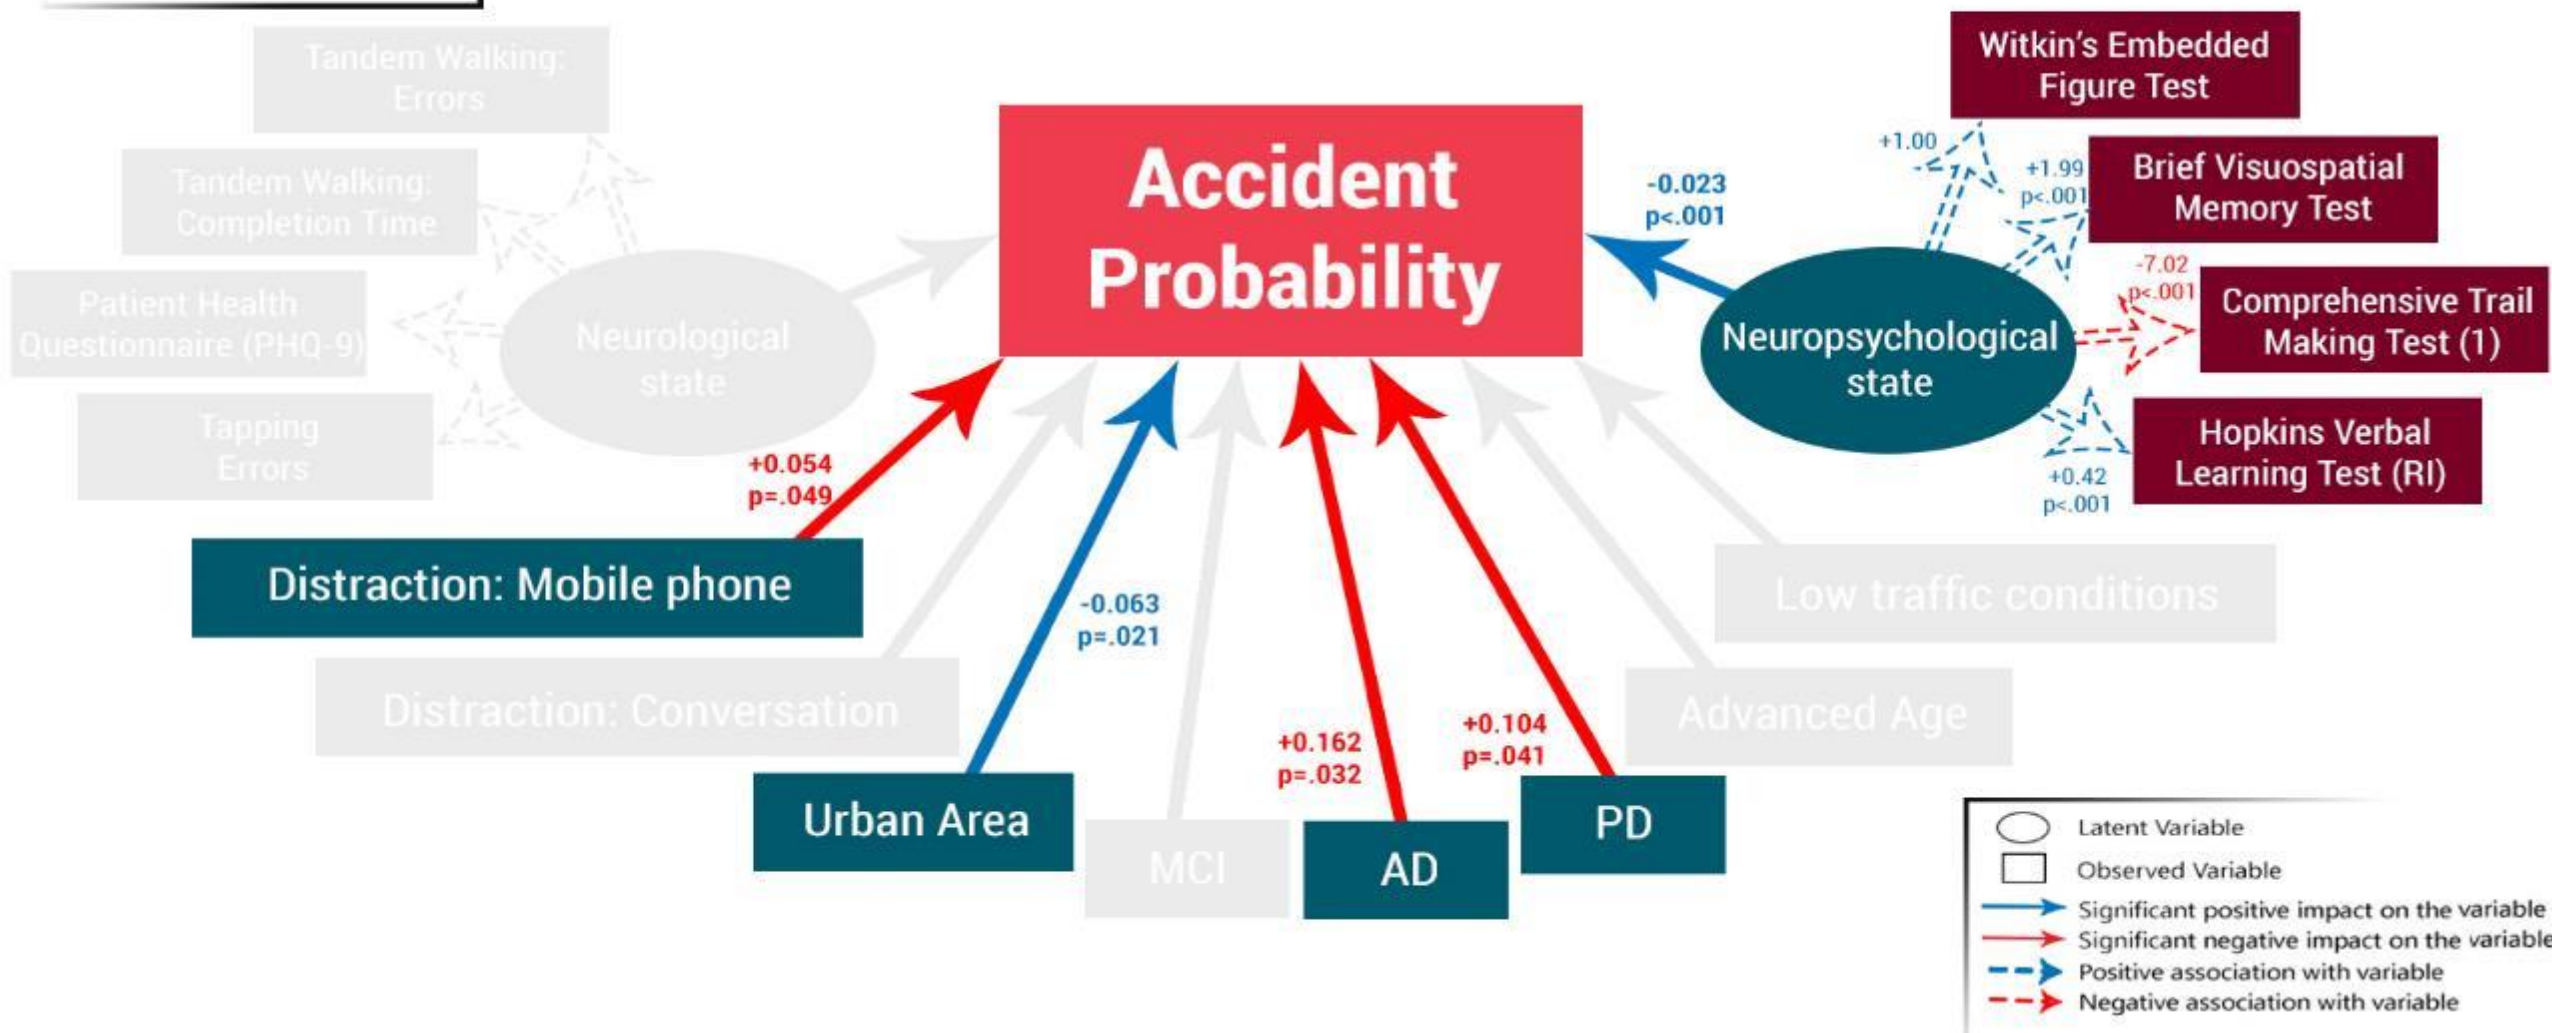 Tandem Walking:
Errors
Tandem Walking:
Completion Time
Patient Health
Questionnaire (PHQ-9)
Tapping
Errors
Neurological
state
Accident
Probability
-0.023
p<.001
Neuropsychological
state
Witkin's Embedded
Figure Test
+1.00
Brief Visuospatial
Memory Test
+1.99
p<.001
Comprehensive Trail
Making Test (1)
-7.02
p<.001
Hopkins Verbal
Learning Test (RI)
+0.42
p<.001
+0.054
p=.049
Distraction: Mobile phone
Distraction: Conversation
-0.063
p=.021
Urban Area
MCI
+0.162
p=.032
AD
+0.104
p=.041
PD
Advanced Age
Low traffic conditions
Latent Variable
Observed Variable
Significant positive impact on the variable
Significant negative impact on the variable
Positive association with variable
Negative association with variable